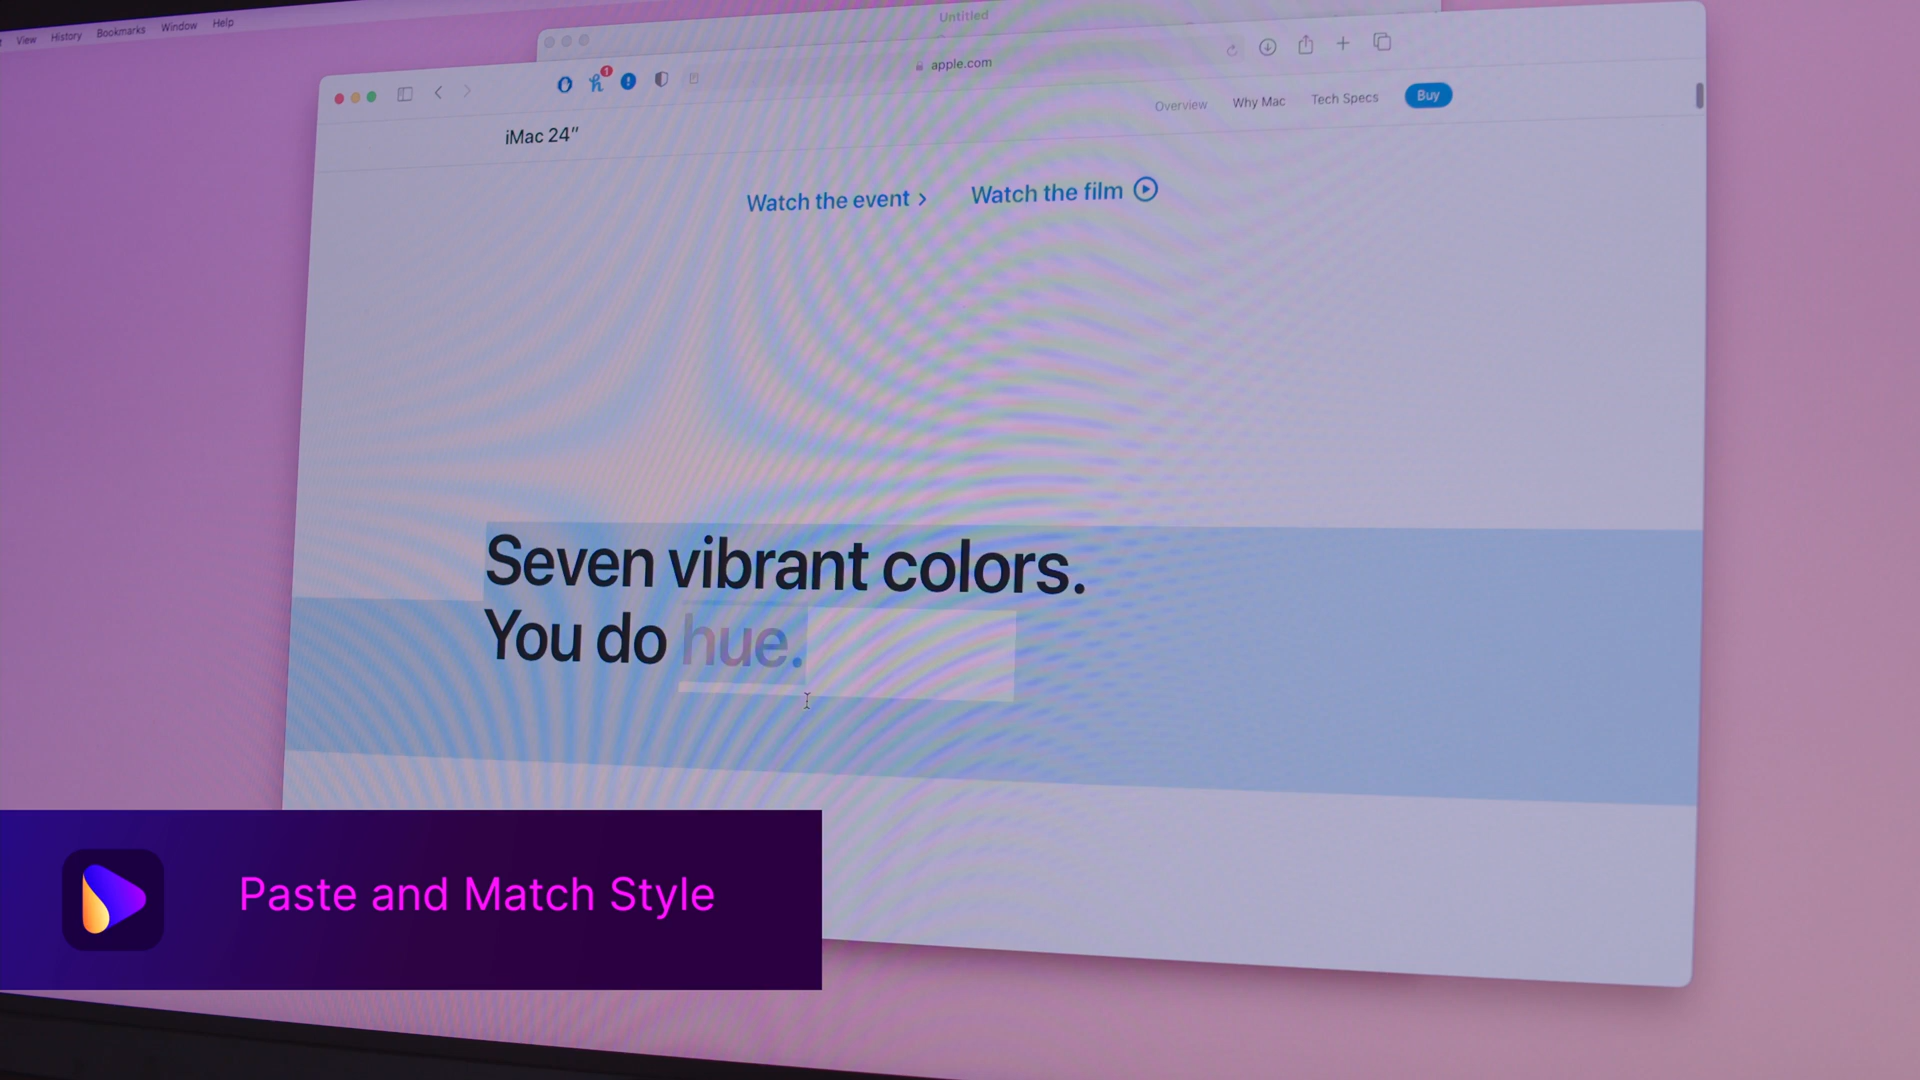 View History Bookmarks Window Help
Untitled
1
apple.com
iMac 24"
Overview Why Mac Tech Specs Buy
Watch the event >
Watch the film
Seven vibrant colors.
You do hue.
Paste and Match Style